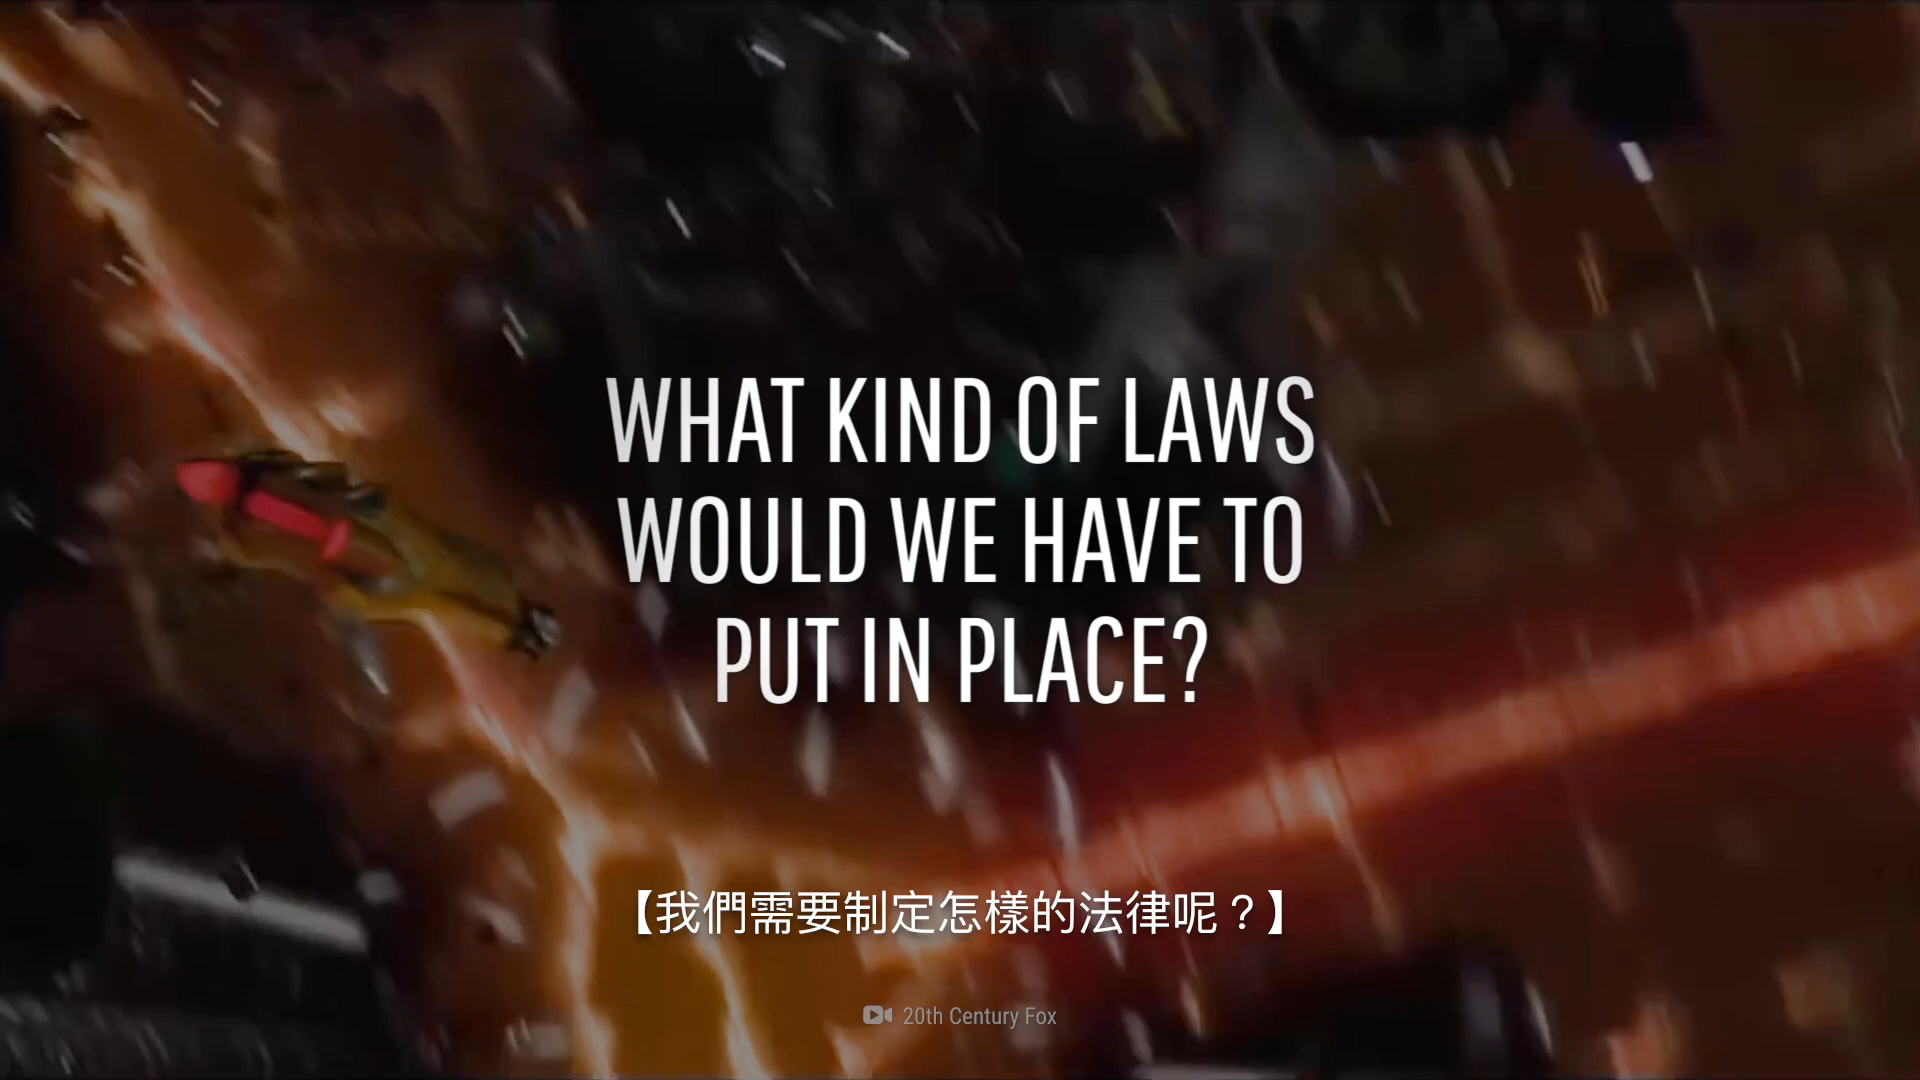 WHAT KIND OF LAWS
WOULD WE HAVE TO
PUT IN PLACE?
【我們需要制定怎樣的法律呢？】
20th Century Fox